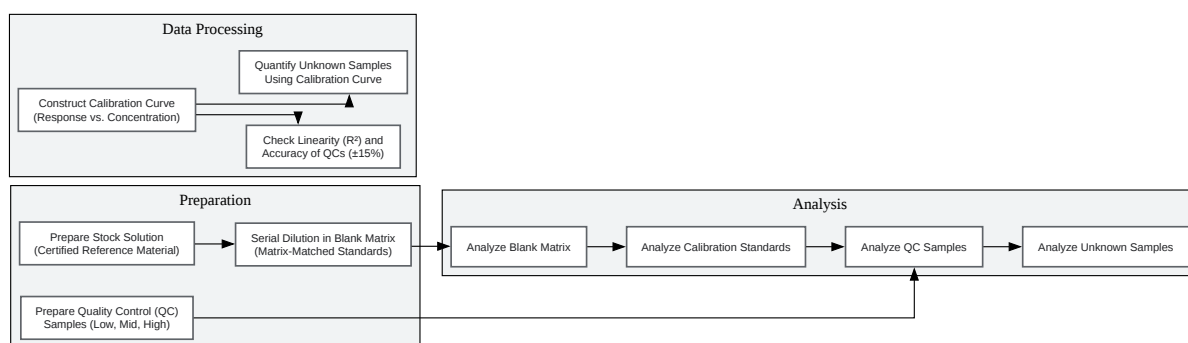 Data Processing
Quantify Unknown Samples
Using Calibration Curve
Construct Calibration Curve
(Response vs. Concentration)
Check Linearity (R²) and
Accuracy of QCs (±15%)
Preparation
Prepare Stock Solution
(Certified Reference Material)
Serial Dilution in Blank Matrix
(Matrix-Matched Standards)
Prepare Quality Control (QC)
Samples (Low, Mid, High)
Analysis
Analyze Blank Matrix
Analyze Calibration Standards
Analyze QC Samples
Analyze Unknown Samples